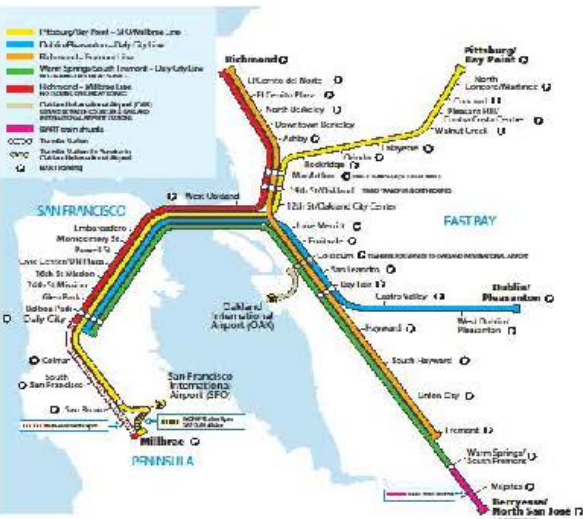 Pittsburg/Bay Point – SFO/Millbrae Line
Dublin/Pleasanton – Daly City Line
Richmond – Fremont Line
Warm Springs/South Fremont – Daly City Line
Richmond – Millbrae Line
Oakland International Airport (OAK)
Transfer Station
Richmond
El Cerrito del Norte
El Cerrito Plaza
North Berkeley
Downtown Berkeley
Ashby
Pittsburg/
Bay Point
North
Concord/Martinez
Concord
Pleasant Hill/
Contra Costa Centre
Walnut Creek
Lafayette
Orinda
Rockridge
MacArthur
19th St/Oakland
12th St/Oakland City Center
West Oakland
SAN FRANCISCO
EAST BAY
Embarcadero
Montgomery St
Powell St
Civic Center/UN Plaza
16th St Mission
24th St Mission
Glen Park
Balboa Park
Daly City
Lake Merritt
Fruitvale
Coliseum
San Leandro
Bay Fair
Castro Valley
Dublin/
Pleasanton
West Dublin/
Pleasanton
Oakland
International
Airport (OAK)
Hayward
South Hayward
Union City
Fremont
Warm Springs/
South Fremont
Milpitas
Berryessa/
North San José
Colma
South
San Francisco
San Bruno
San Francisco
International
Airport (SFO)
Millbrae
PENINSULA